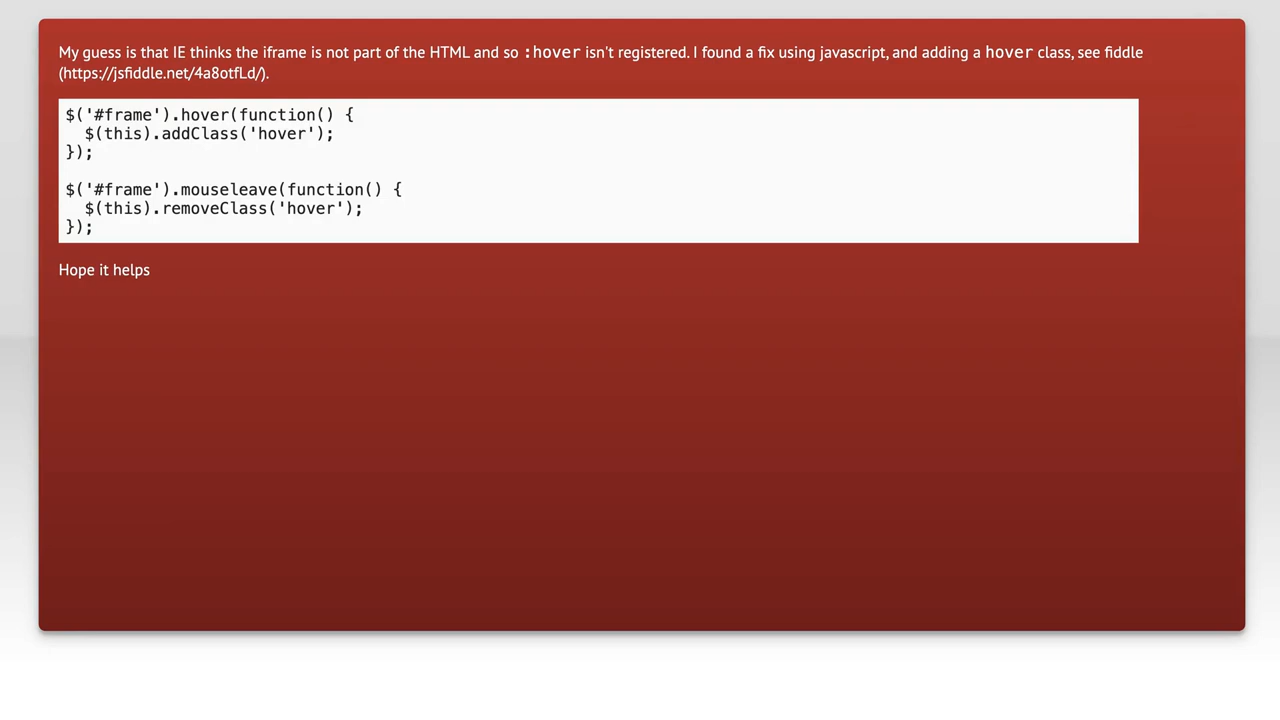 My guess is that IE thinks the iframe is not part of the HTML and so :hover isn't registered. I found a fix using javascript, and adding a hover class, see fiddle
(https://jsfiddle.net/4a8otfLd/).
$('#frame').hover(function() {
  $(this).addClass('hover');
});
$('#frame').mouseleave(function() {
  $(this).removeClass('hover');
});
Hope it helps